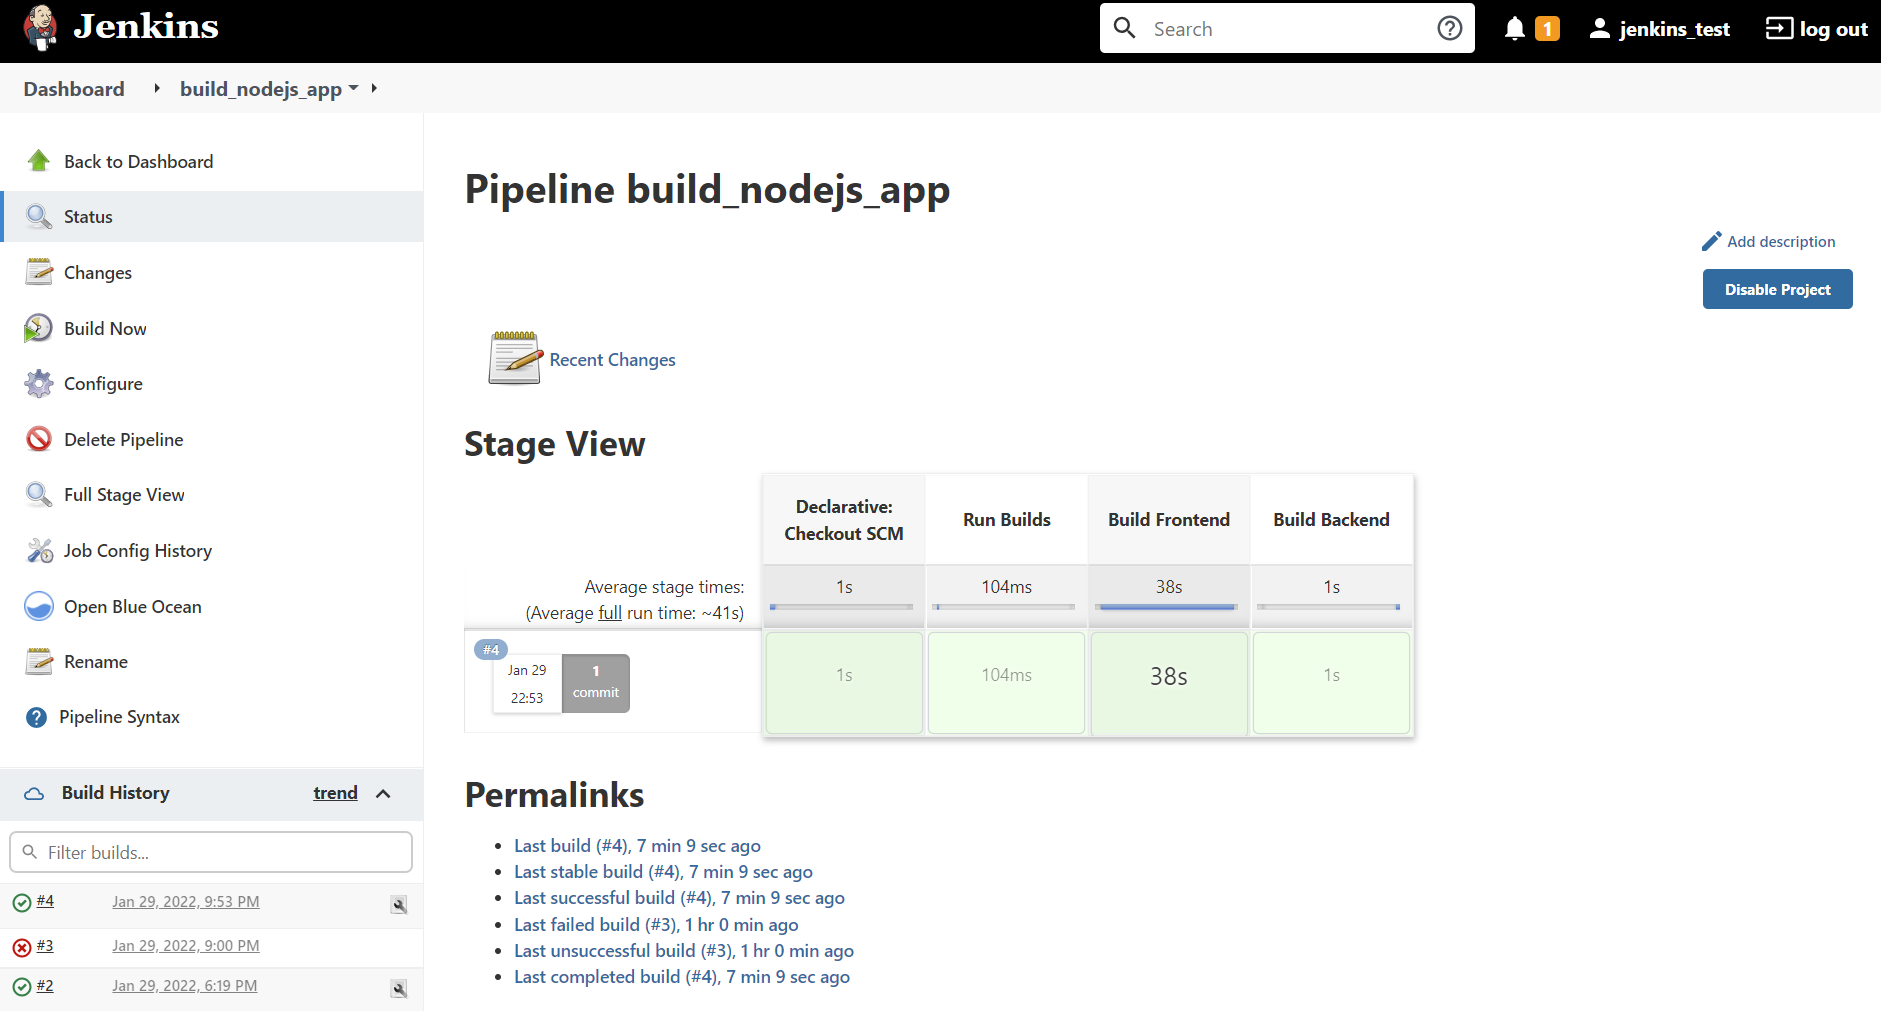 Jenkins
Search
1
jenkins_test
log out
Dashboard
build_nodejs_app
Back to Dashboard
Status
Changes
Build Now
Configure
Delete Pipeline
Full Stage View
Job Config History
Open Blue Ocean
Rename
Pipeline Syntax
Build History
trend
Filter builds...
#4 Jan 29, 2022, 9:53 PM
#3 Jan 29, 2022, 9:00 PM
#2 Jan 29, 2022, 6:19 PM
Pipeline build_nodejs_app
Add description
Disable Project
Recent Changes
Stage View
Declarative:
Checkout SCM
Run Builds
Build Frontend
Build Backend
Average stage times:
(Average full run time: ~41s)
1s
104ms
38s
1s
#4
Jan 29
22:53
1
commit
1s
104ms
38s
1s
Permalinks
Last build (#4), 7 min 9 sec ago
Last stable build (#4), 7 min 9 sec ago
Last successful build (#4), 7 min 9 sec ago
Last failed build (#3), 1 hr 0 min ago
Last unsuccessful build (#3), 1 hr 0 min ago
Last completed build (#4), 7 min 9 sec ago